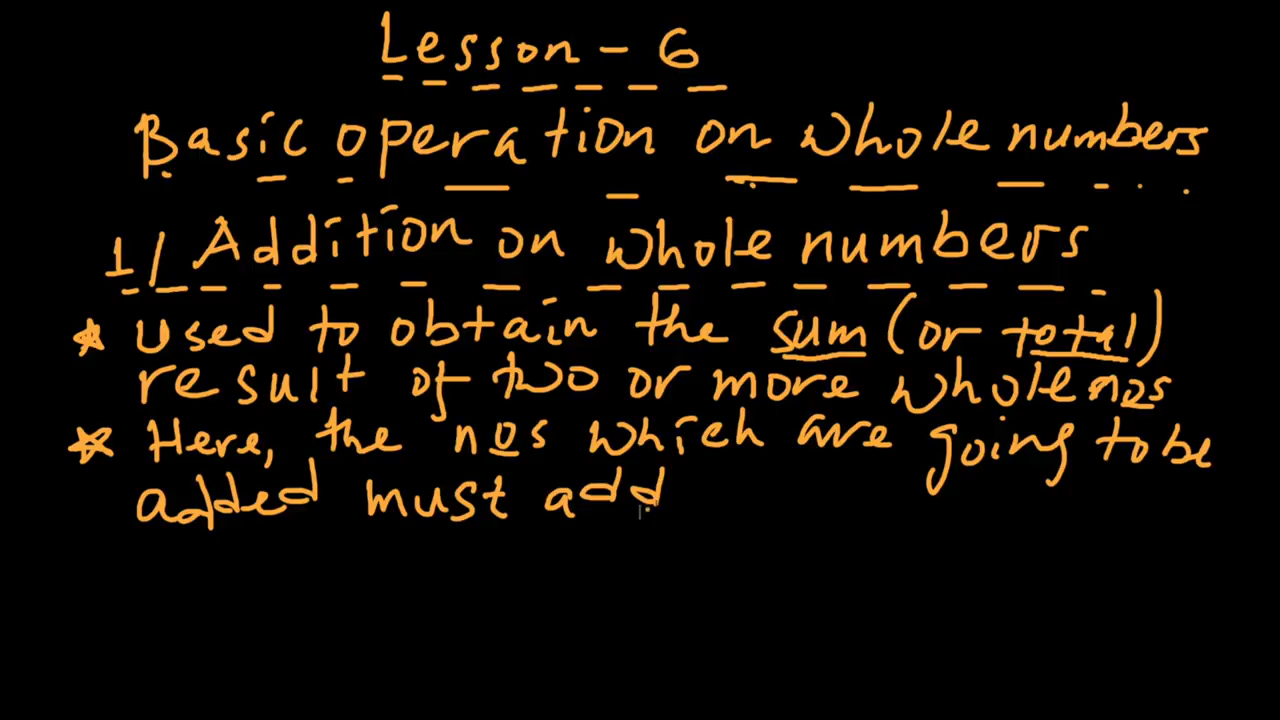 Lesson - 6
Basic operation on whole numbers
1/ Addition on whole numbers
* Used to obtain the sum (or total)
result of two or more whole nos
* Here, the nos which are going to be
added must add